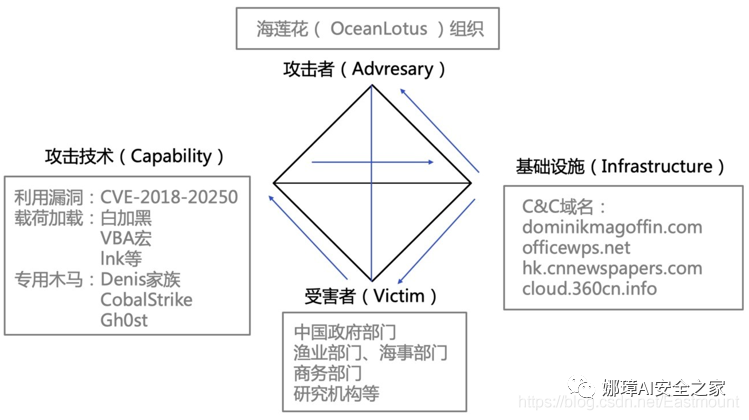 海莲花（ OceanLotus ）组织
攻击者（Advresary）
攻击技术（Capability）
利用漏洞：CVE-2018-20250
载荷加载：白加黑
VBA宏
lnk等
专用木马：Denis家族
CobalStrike
Gh0st
基础设施（Infrastructure）
C&C域名：
dominikmagoffin.com
officewps.net
hk.cnnewspapers.com
cloud.360cn.info
受害者（Victim）
中国政府部门
渔业部门、海事部门
商务部门
研究机构等
娜璋AI安全之家
https://blog.csdn.net/Eastmount